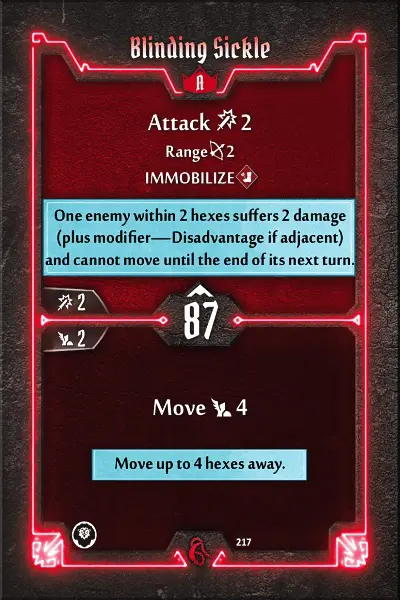 Blinding Sickle
A
Attack 2
Range 2
IMMOBILIZE
One enemy within 2 hexes suffers 2 damage
(plus modifier—Disadvantage if adjacent)
and cannot move until the end of its next turn.
2
87
2
Move 4
Move up to 4 hexes away.
217